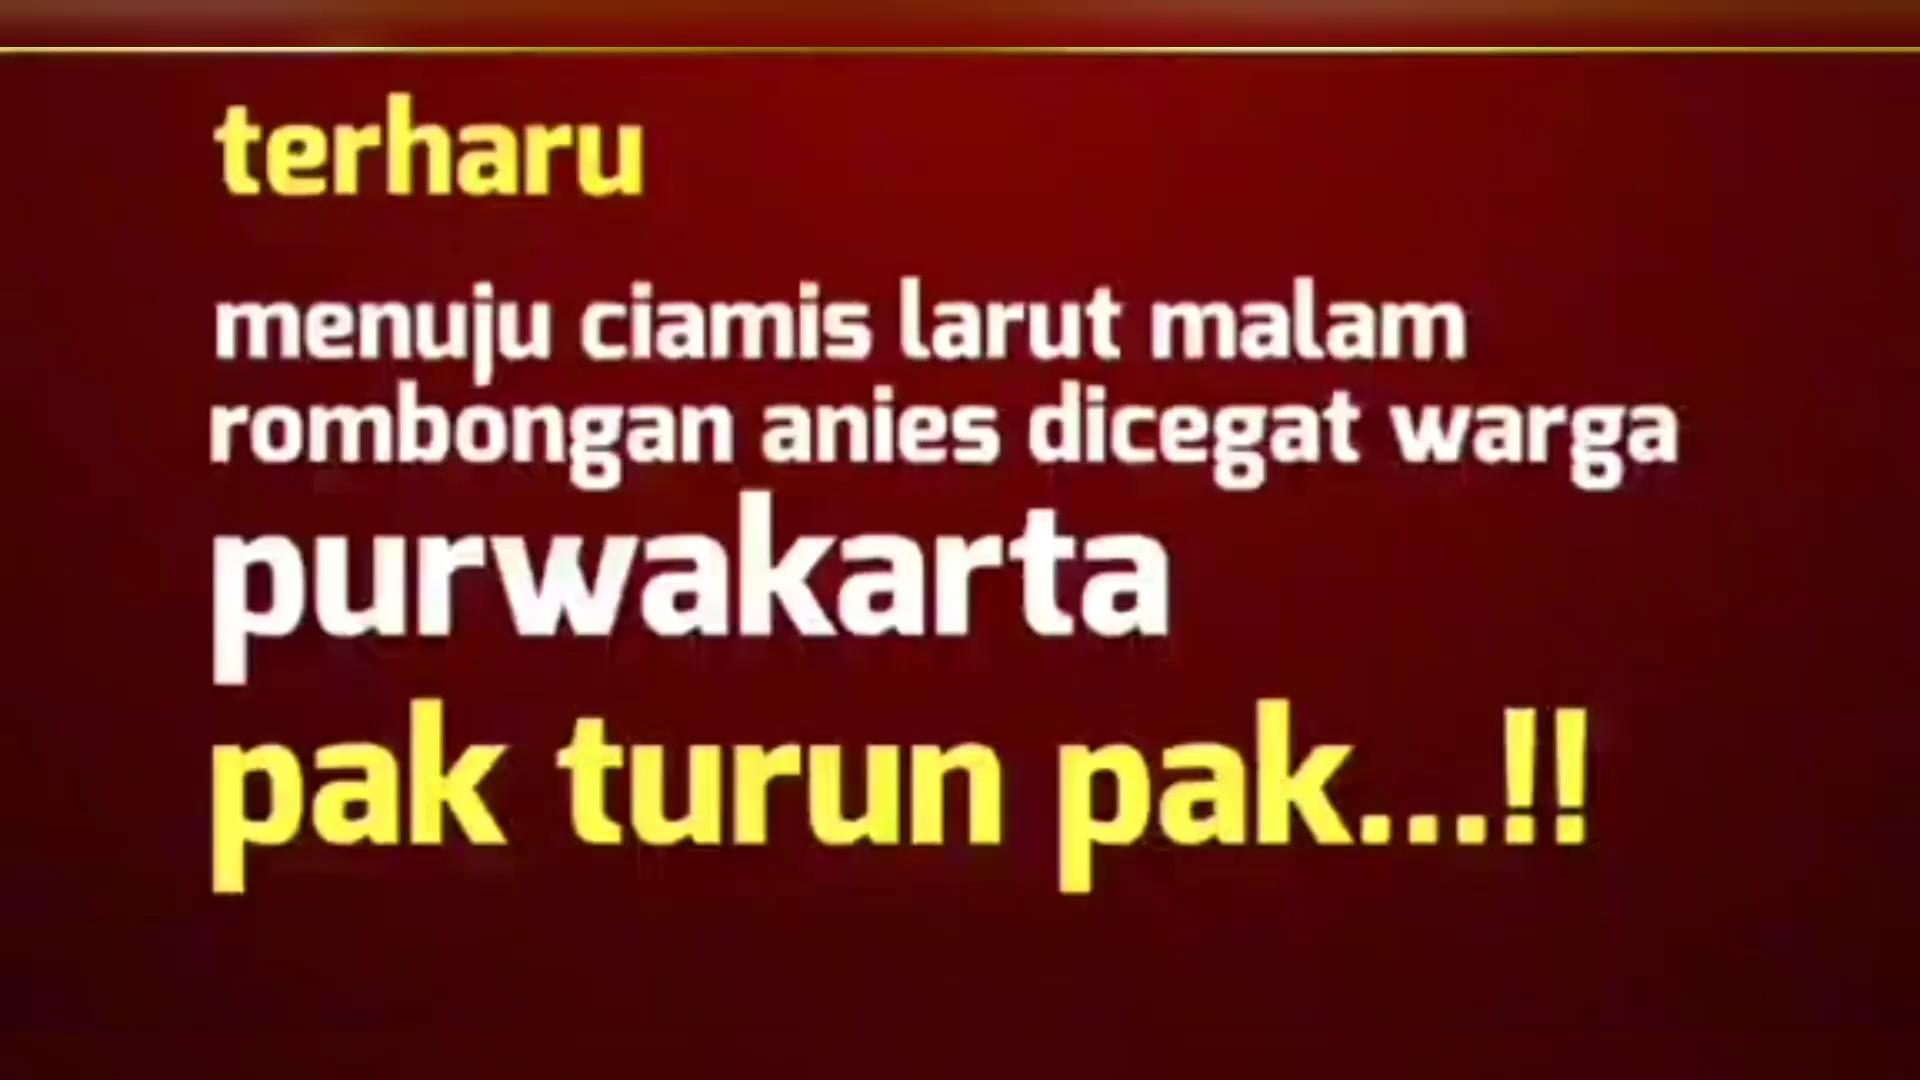 terharu
menuju ciamis larut malam
rombongan anies dicegat warga
purwakarta
pak turun pak...!!